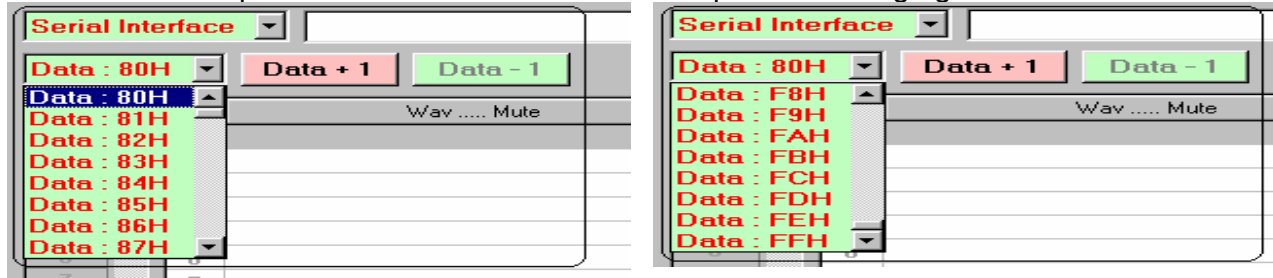 Serial Interface
Data : 80H Data + 1 Data - 1
Data : 80H
Wav ..... Mute
Data : 81H
Data : 82H
Data : 83H
Data : 84H
Data : 85H
Data : 86H
Data : 87H
Serial Interface
Data : 80H Data + 1 Data - 1
Data : F8H
Wav ..... Mute
Data : F9H
Data : FAH
Data : FBH
Data : FCH
Data : FDH
Data : FEH
Data : FFH